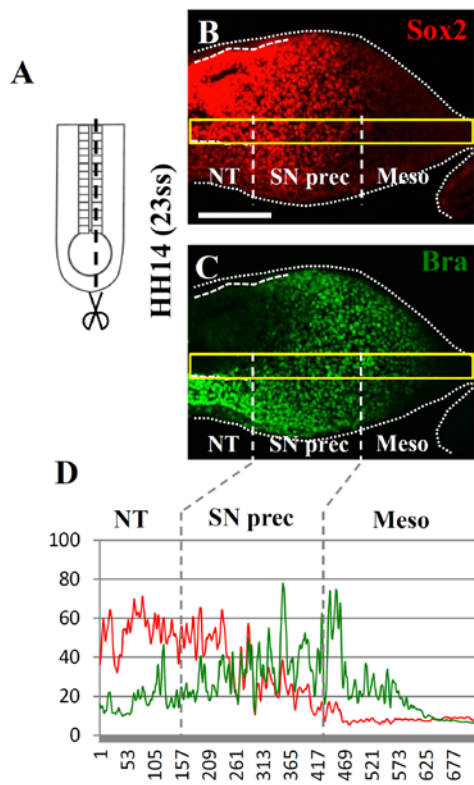 A
B
Sox2
NT SN prec Meso
HH14 (23ss)
C
Bra
NT SN prec Meso
D
NT SN prec Meso
100
80
60
40
20
0
1 53 105 157 209 261 313 365 417 469 521 573 625 677